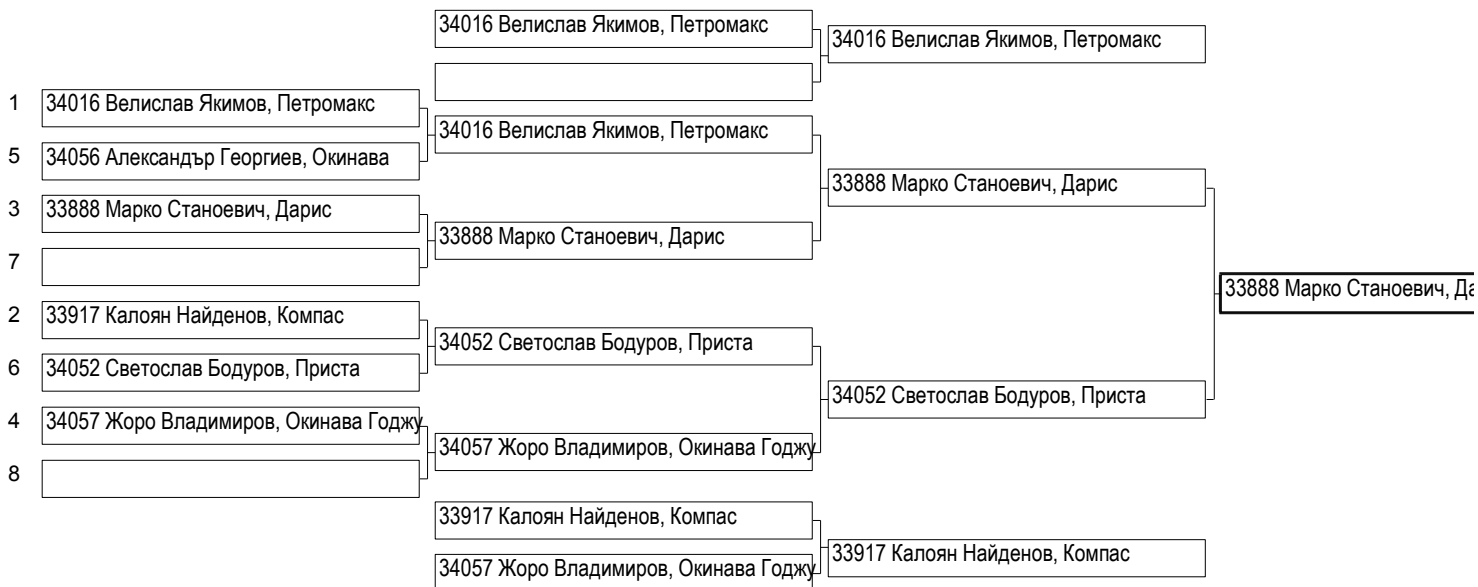 34016 Велислав Якимов, Петромакс
34016 Велислав Якимов, Петромакс
1 34016 Велислав Якимов, Петромакс
34016 Велислав Якимов, Петромакс
5 34056 Александър Георгиев, Окинава
33888 Марко Станоевич, Дарис
3 33888 Марко Станоевич, Дарис
33888 Марко Станоевич, Дарис
7
33888 Марко Станоевич, Да
2 33917 Калоян Найденов, Компас
34052 Светослав Бодуров, Приста
6 34052 Светослав Бодуров, Приста
34052 Светослав Бодуров, Приста
4 34057 Жоро Владимиров, Окинава Годжу
34057 Жоро Владимиров, Окинава Годжу
8
33917 Калоян Найденов, Компас
33917 Калоян Найденов, Компас
34057 Жоро Владимиров, Окинава Годжу